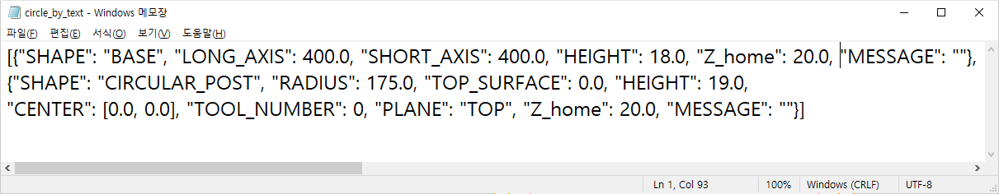 circle_by_text - Windows 메모장
파일(F) 편집(E) 서식(O) 보기(V) 도움말(H)
[{"SHAPE": "BASE", "LONG_AXIS": 400.0, "SHORT_AXIS": 400.0, "HEIGHT": 18.0, "Z_home": 20.0, "MESSAGE": ""},
{"SHAPE": "CIRCULAR_POST", "RADIUS": 175.0, "TOP_SURFACE": 0.0, "HEIGHT": 19.0,
"CENTER": [0.0, 0.0], "TOOL_NUMBER": 0, "PLANE": "TOP", "Z_home": 20.0, "MESSAGE": ""}]
Ln 1, Col 93 100% Windows (CRLF) UTF-8